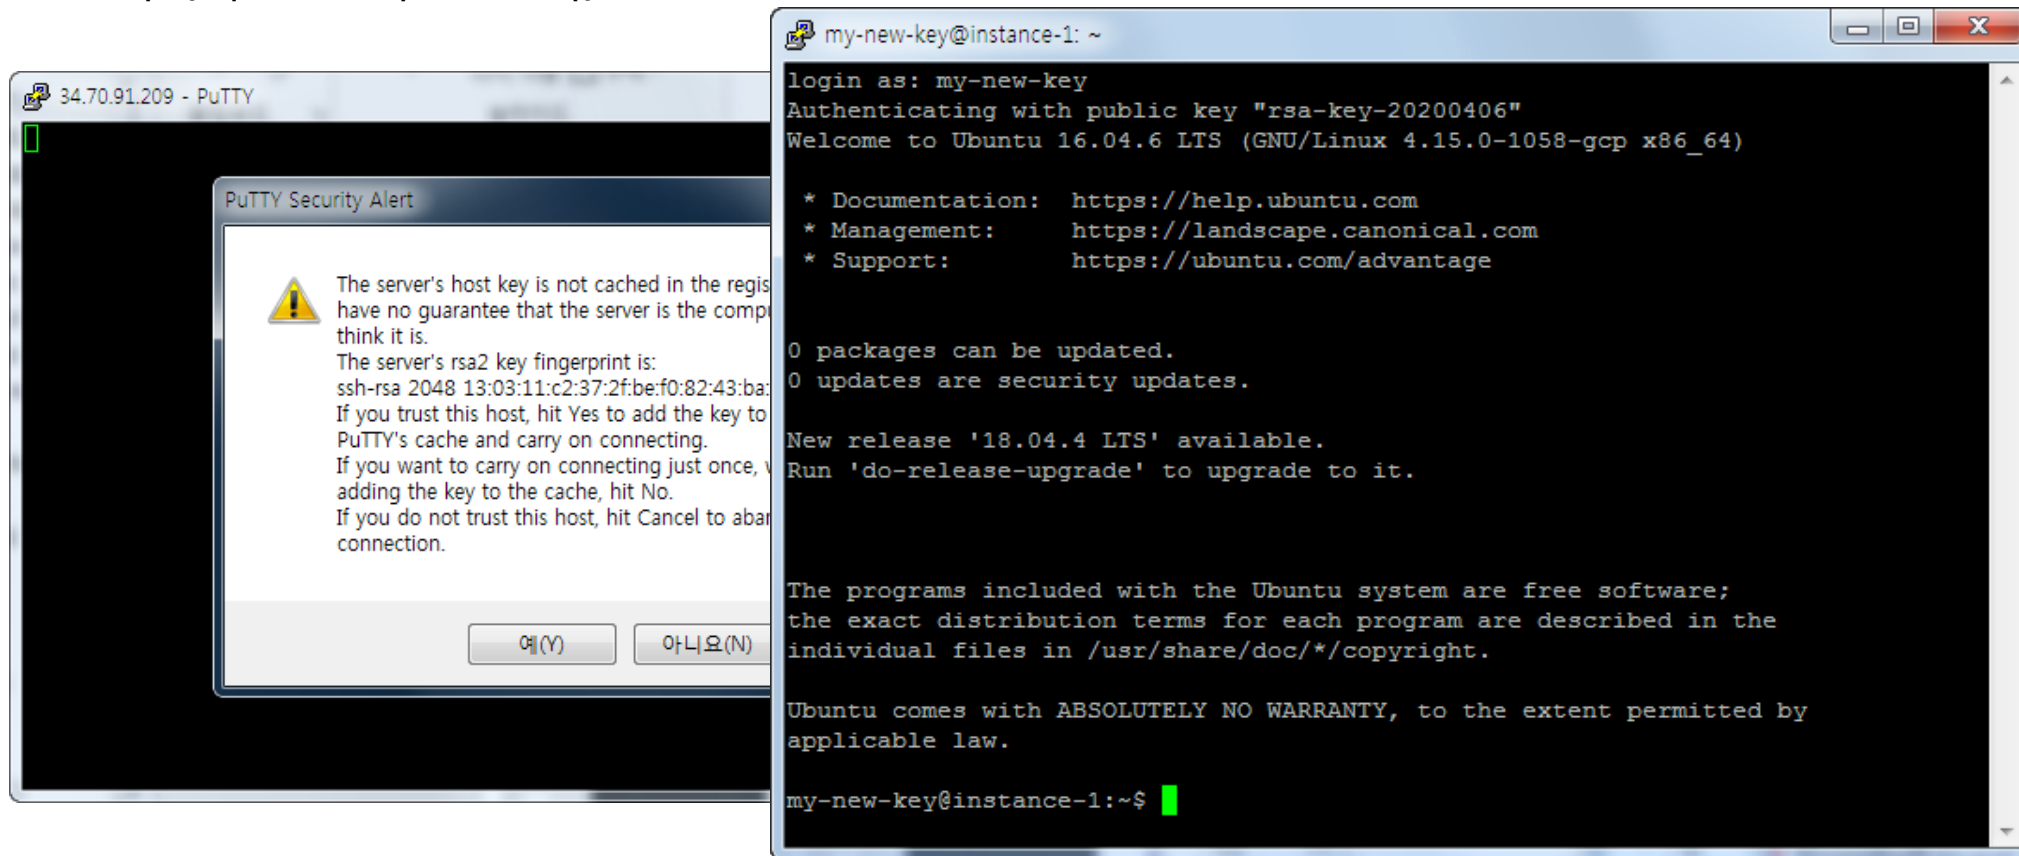 34.70.91.209 - PuTTY
PuTTY Security Alert
The server's host key is not cached in the regis
have no guarantee that the server is the comp
think it is.
The server's rsa2 key fingerprint is:
ssh-rsa 2048 13:03:11:c2:37:2f:be:f0:82:43:ba:
If you trust this host, hit Yes to add the key to
PuTTY's cache and carry on connecting.
If you want to carry on connecting just once,
adding the key to the cache, hit No.
If you do not trust this host, hit Cancel to aban
connection.
예(Y) 아니요(N)
my-new-key@instance-1: ~
login as: my-new-key
Authenticating with public key "rsa-key-20200406"
Welcome to Ubuntu 16.04.6 LTS (GNU/Linux 4.15.0-1058-gcp x86_64)
* Documentation: https://help.ubuntu.com
* Management: https://landscape.canonical.com
* Support: https://ubuntu.com/advantage
0 packages can be updated.
0 updates are security updates.
New release '18.04.4 LTS' available.
Run 'do-release-upgrade' to upgrade to it.
The programs included with the Ubuntu system are free software;
the exact distribution terms for each program are described in the
individual files in /usr/share/doc/*/copyright.
Ubuntu comes with ABSOLUTELY NO WARRANTY, to the extent permitted by
applicable law.
my-new-key@instance-1:~$